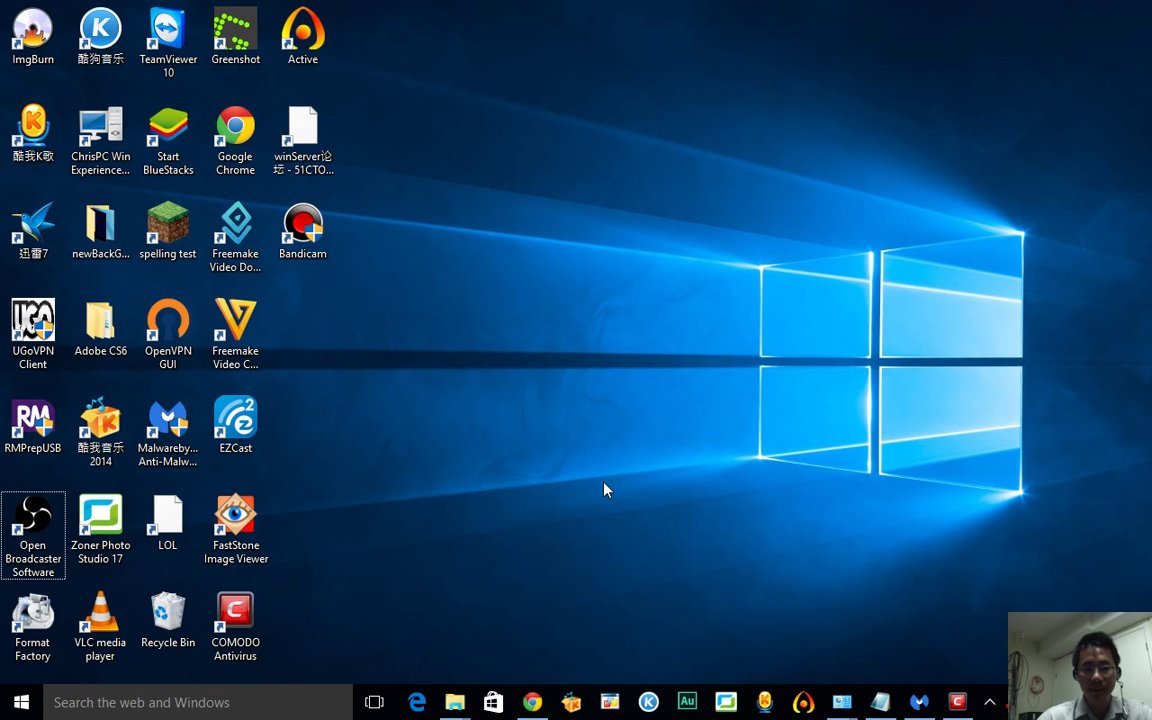 ImgBurn
酷狗音乐
TeamViewer
10
Greenshot
Active
酷我K歌
ChrisPC Win
Experience...
Start
BlueStacks
Google
Chrome
winServer论
坛 - 51CTO...
迅雷7
newBackG...
spelling test
Freemake
Video Do...
Bandicam
UGO
UGoVPN
Client
Adobe CS6
OpenVPN
GUI
Freemake
Video C...
RM
RMPrepUSB
酷我音乐
2014
Malwareby...
Anti-Malw...
EZCast
Open
Broadcaster
Software
Zoner Photo
Studio 17
LOL
FastStone
Image Viewer
Format
Factory
VLC media
player
Recycle Bin
COMODO
Antivirus
Search the web and Windows
Au